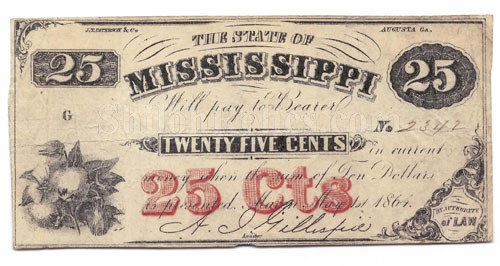 J.T. PATERSON & Co AUGUSTA GA.
THE STATE OF
25 MISSISSIPPI 25
Will pay to Bearer
G No 2342
TWENTY FIVE CENTS in current
money when the sum of Ten Dollars
25 Cts
is presented. May 1st 1864.
A J Gillespie
Auditor
BY AUTHORITY
of LAW